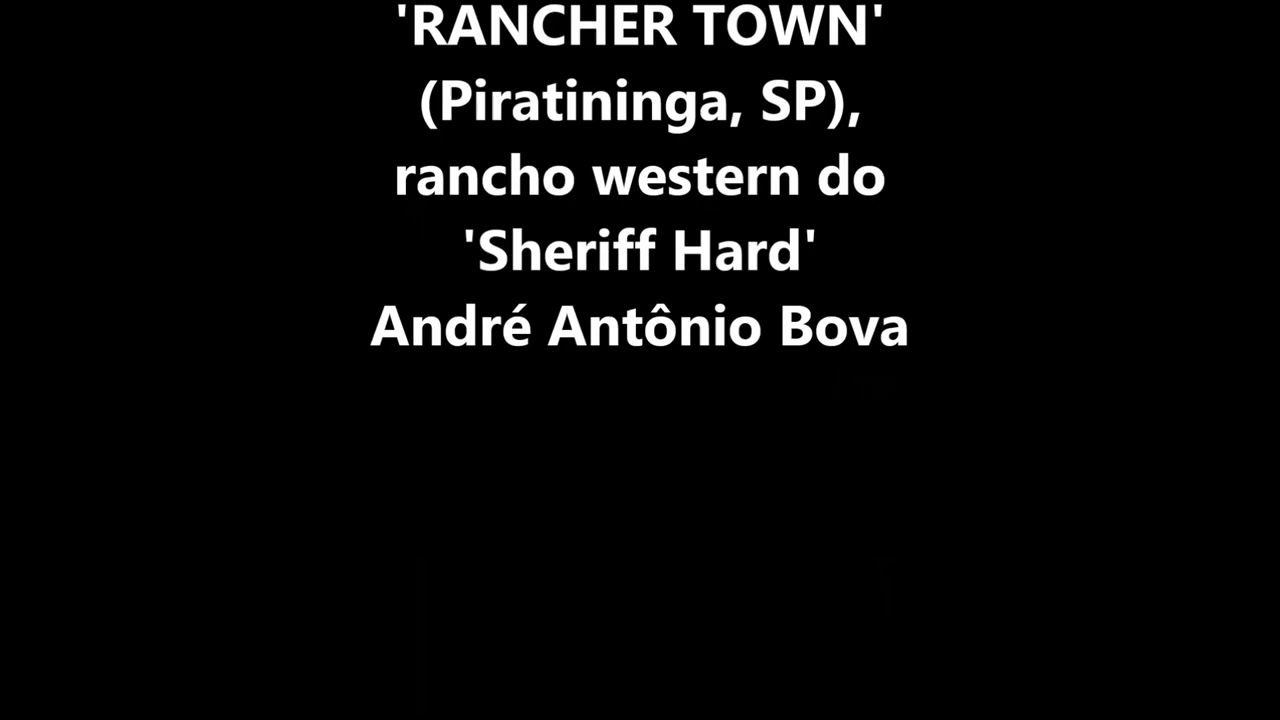 'RANCHER TOWN'
(Piratininga, SP),
rancho western do
'Sheriff Hard'
André Antônio Bova